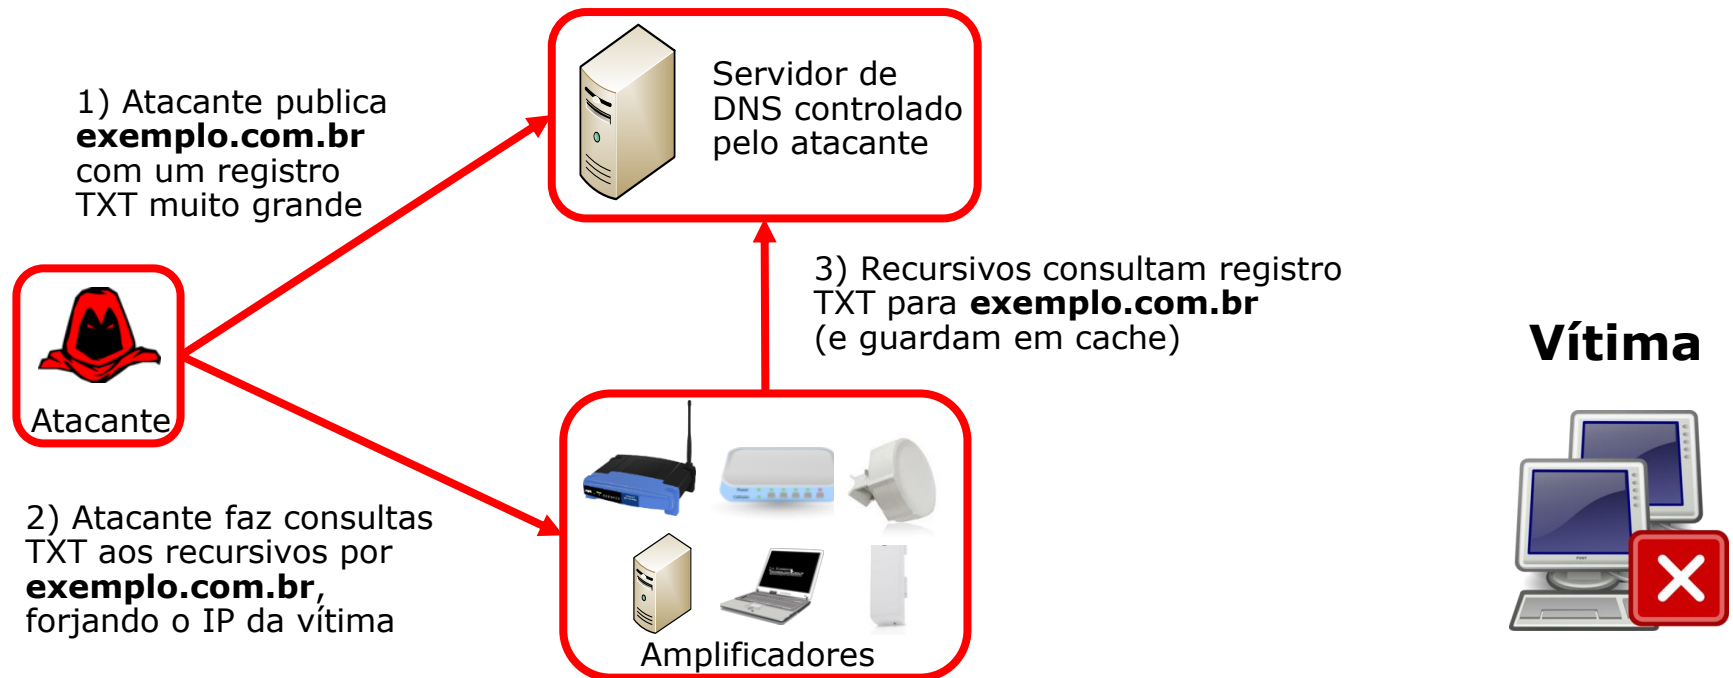 1) Atacante publica
exemplo.com.br
com um registro
TXT muito grande
Servidor de
DNS controlado
pelo atacante
Atacante
3) Recursivos consultam registro
TXT para exemplo.com.br
(e guardam em cache)
Vítima
2) Atacante faz consultas
TXT aos recursivos por
exemplo.com.br,
forjando o IP da vítima
Amplificadores